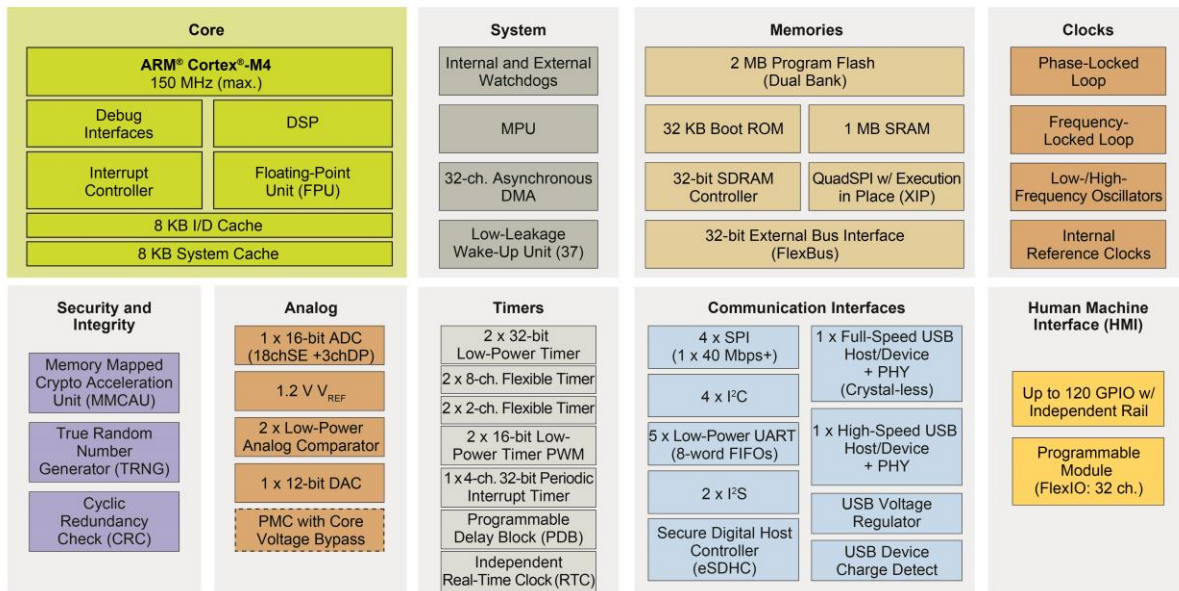 Core
ARM® Cortex®-M4
150 MHz (max.)
Debug
Interfaces
DSP
Interrupt
Controller
Floating-Point
Unit (FPU)
8 KB I/D Cache
8 KB System Cache
System
Internal and External
Watchdogs
MPU
32-ch. Asynchronous
DMA
Low-Leakage
Wake-Up Unit (37)
Memories
2 MB Program Flash
(Dual Bank)
32 KB Boot ROM
1 MB SRAM
32-bit SDRAM
Controller
QuadSPI w/ Execution
in Place (XIP)
32-bit External Bus Interface
(FlexBus)
Clocks
Phase-Locked
Loop
Frequency-
Locked Loop
Low-/High-
Frequency Oscillators
Internal
Reference Clocks
Security and
Integrity
Memory Mapped
Crypto Acceleration
Unit (MMCAU)
True Random
Number
Generator (TRNG)
Cyclic
Redundancy
Check (CRC)
Analog
1 x 16-bit ADC
(18chSE +3chDP)
1.2 V VREF
2 x Low-Power
Analog Comparator
1 x 12-bit DAC
PMC with Core
Voltage Bypass
Timers
2 x 32-bit
Low-Power Timer
2 x 8-ch. Flexible Timer
2 x 2-ch. Flexible Timer
2 x 16-bit Low-
Power Timer PWM
1 x 4-ch. 32-bit Periodic
Interrupt Timer
Programmable
Delay Block (PDB)
Independent
Real-Time Clock (RTC)
Communication Interfaces
4 x SPI
(1 x 40 Mbps+)
4 x I²C
5 x Low-Power UART
(8-word FIFOs)
2 x I²S
Secure Digital Host
Controller
(eSDHC)
1 x Full-Speed USB
Host/Device
+ PHY
(Crystal-less)
1 x High-Speed USB
Host/Device
+ PHY
USB Voltage
Regulator
USB Device
Charge Detect
Human Machine
Interface (HMI)
Up to 120 GPIO w/
Independent Rail
Programmable
Module
(FlexIO: 32 ch.)